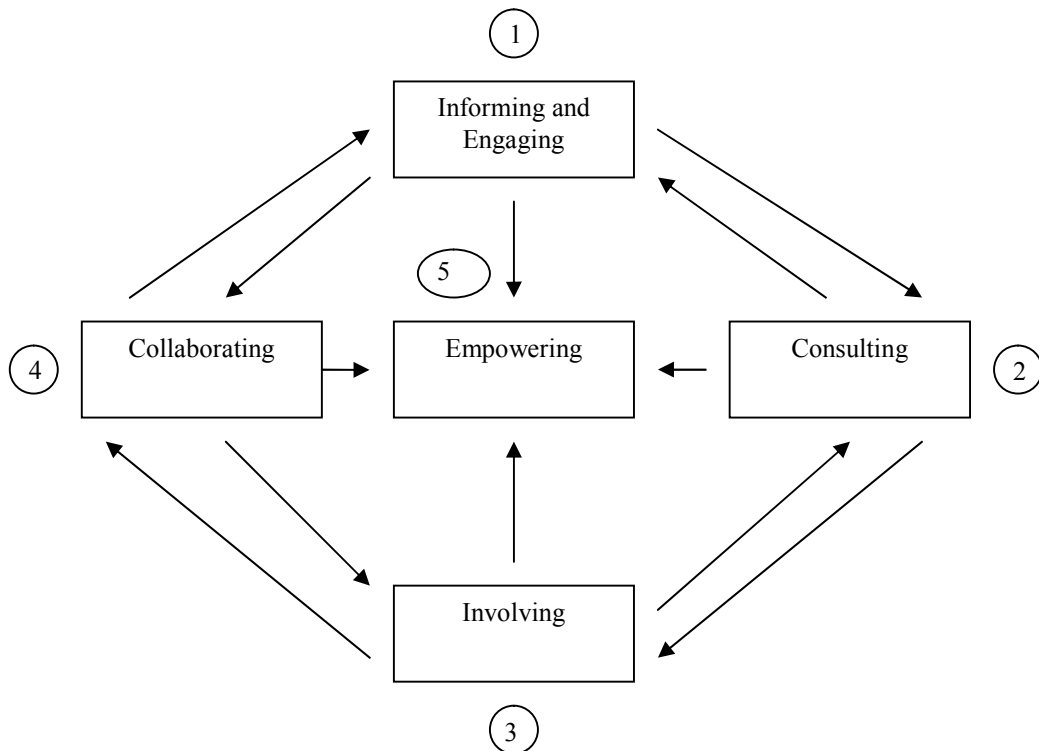 1
Informing and
Engaging
5
Collaborating
Empowering
Consulting
4
2
Involving
3